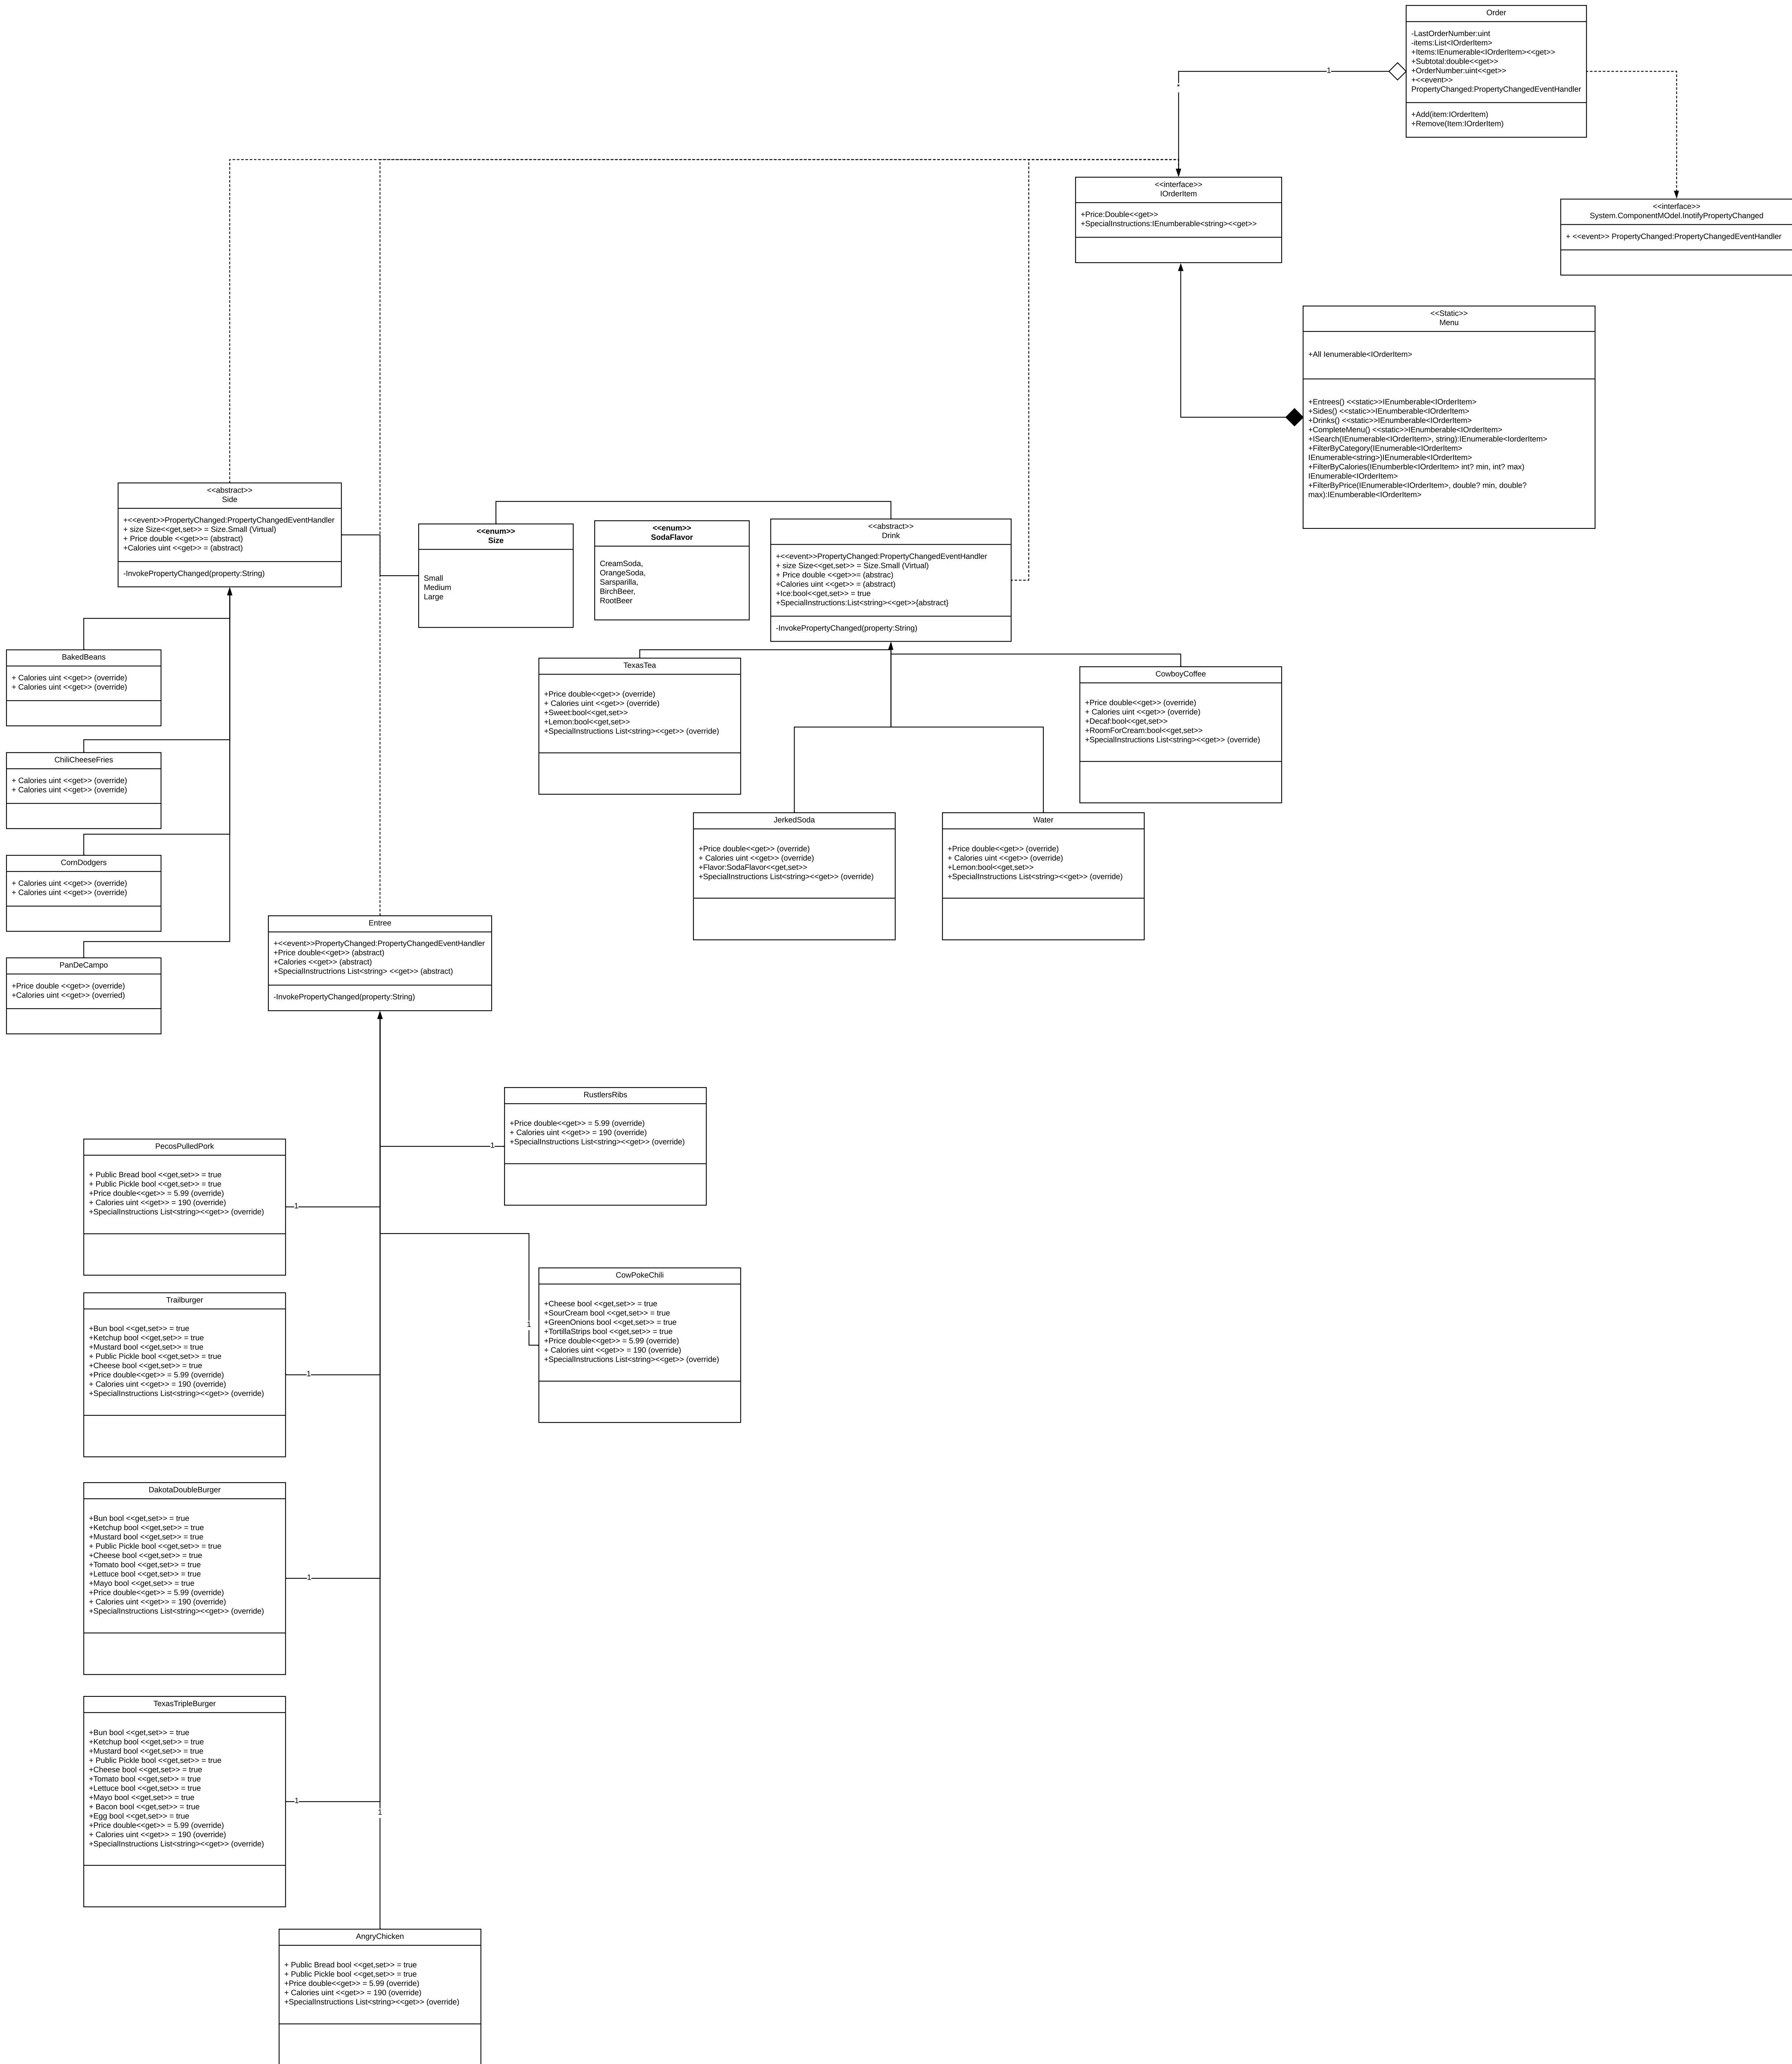 Order
-LastOrderNumber:uint
-items:List<IOrderItem>
+Items:IEnumerable<IOrderItem><<get>>
+Subtotal:double<<get>>
+OrderNumber:uint<<get>>
+<<event>>
PropertyChanged:PropertyChangedEventHandler
+Add(item:IOrderItem)
+Remove(Item:IOrderItem)
1
1
<<interface>>
IOrderItem
+Price:Double<<get>>
+SpecialInstructions:IEnumberable<string><<get>>
<<interface>>
System.ComponentMOdel.InotifyPropertyChanged
+ <<event>> PropertyChanged:PropertyChangedEventHandler
<<Static>>
Menu
+All Ienumerable<IOrderItem>
+Entrees() <<static>>IEnumberable<IOrderItem>
+Sides() <<static>>IEnumberable<IOrderItem>
+Drinks() <<static>>IEnumberable<IOrderItem>
+CompleteMenu() <<static>>IEnumberable<IOrderItem>
+ISearch(IEnumerable<IOrderItem>, string):IEnumerable<IorderItem>
+FilterByCategory(IEnumerable<IOrderItem>
IEnumerable<string>)IEnumerable<IOrderItem>
+FilterByCalories(IEnumberble<IOrderItem> int? min, int? max)
IEnumerable<IOrderItem>
+FilterByPrice(IEnumerable<IOrderItem>, double? min, double?
max):IEnumberable<IOrderItem>
<<abstract>>
Side
+<<event>>PropertyChanged:PropertyChangedEventHandler
+ size Size<<get,set>> = Size.Small (Virtual)
+ Price double <<get>>= (abstract)
+Calories uint <<get>> = (abstract)
-InvokePropertyChanged(property:String)
<<enum>>
Size
Small
Medium
Large
<<enum>>
SodaFlavor
CreamSoda,
OrangeSoda,
Sarsparilla,
BirchBeer,
RootBeer
<<abstract>>
Drink
+<<event>>PropertyChanged:PropertyChangedEventHandler
+ size Size<<get,set>> = Size.Small (Virtual)
+ Price double <<get>>= (abstrac)
+Calories uint <<get>> = (abstract)
+Ice:bool<<get,set>> = true
+SpecialInstructions:List<string><<get>>{abstract}
-InvokePropertyChanged(property:String)
BakedBeans
+ Calories uint <<get>> (override)
+ Calories uint <<get>> (override)
ChiliCheeseFries
+ Calories uint <<get>> (override)
+ Calories uint <<get>> (override)
CornDodgers
+ Calories uint <<get>> (override)
+ Calories uint <<get>> (override)
PanDeCampo
+Price double <<get>> (override)
+Calories uint <<get>> (overried)
TexasTea
+Price double<<get>> (override)
+ Calories uint <<get>> (override)
+Sweet:bool<<get,set>>
+Lemon:bool<<get,set>>
+SpecialInstructions List<string><<get>> (override)
CowboyCoffee
+Price double<<get>> (override)
+ Calories uint <<get>> (override)
+Decaf:bool<<get,set>>
+RoomForCream:bool<<get,set>>
+SpecialInstructions List<string><<get>> (override)
JerkedSoda
+Price double<<get>> (override)
+ Calories uint <<get>> (override)
+Flavor:SodaFlavor<<get,set>>
+SpecialInstructions List<string><<get>> (override)
Water
+Price double<<get>> (override)
+ Calories uint <<get>> (override)
+Lemon:bool<<get,set>>
+SpecialInstructions List<string><<get>> (override)
Entree
+<<event>>PropertyChanged:PropertyChangedEventHandler
+Price double<<get>> (abstract)
+Calories <<get>> (abstract)
+SpecialInstructrions List<string> <<get>> (abstract)
-InvokePropertyChanged(property:String)
RustlersRibs
+Price double<<get>> = 5.99 (override)
+ Calories uint <<get>> = 190 (override)
+SpecialInstructions List<string><<get>> (override)
1
PecosPulledPork
+ Public Bread bool <<get,set>> = true
+ Public Pickle bool <<get,set>> = true
+Price double<<get>> = 5.99 (override)
+ Calories uint <<get>> = 190 (override)
+SpecialInstructions List<string><<get>> (override)
1
CowPokeChili
+Cheese bool <<get,set>> = true
+SourCream bool <<get,set>> = true
+GreenOnions bool <<get,set>> = true
+TortillaStrips bool <<get,set>> = true
+Price double<<get>> = 5.99 (override)
+ Calories uint <<get>> = 190 (override)
+SpecialInstructions List<string><<get>> (override)
1
Trailburger
+Bun bool <<get,set>> = true
+Ketchup bool <<get,set>> = true
+Mustard bool <<get,set>> = true
+ Public Pickle bool <<get,set>> = true
+Cheese bool <<get,set>> = true
+Price double<<get>> = 5.99 (override)
+ Calories uint <<get>> = 190 (override)
+SpecialInstructions List<string><<get>> (override)
1
DakotaDoubleBurger
+Bun bool <<get,set>> = true
+Ketchup bool <<get,set>> = true
+Mustard bool <<get,set>> = true
+ Public Pickle bool <<get,set>> = true
+Cheese bool <<get,set>> = true
+Tomato bool <<get,set>> = true
+Lettuce bool <<get,set>> = true
+Mayo bool <<get,set>> = true
+Price double<<get>> = 5.99 (override)
+ Calories uint <<get>> = 190 (override)
+SpecialInstructions List<string><<get>> (override)
1
TexasTripleBurger
+Bun bool <<get,set>> = true
+Ketchup bool <<get,set>> = true
+Mustard bool <<get,set>> = true
+ Public Pickle bool <<get,set>> = true
+Cheese bool <<get,set>> = true
+Tomato bool <<get,set>> = true
+Lettuce bool <<get,set>> = true
+Mayo bool <<get,set>> = true
+ Bacon bool <<get,set>> = true
+Egg bool <<get,set>> = true
+Price double<<get>> = 5.99 (override)
+ Calories uint <<get>> = 190 (override)
+SpecialInstructions List<string><<get>> (override)
1
1
AngryChicken
+ Public Bread bool <<get,set>> = true
+ Public Pickle bool <<get,set>> = true
+Price double<<get>> = 5.99 (override)
+ Calories uint <<get>> = 190 (override)
+SpecialInstructions List<string><<get>> (override)